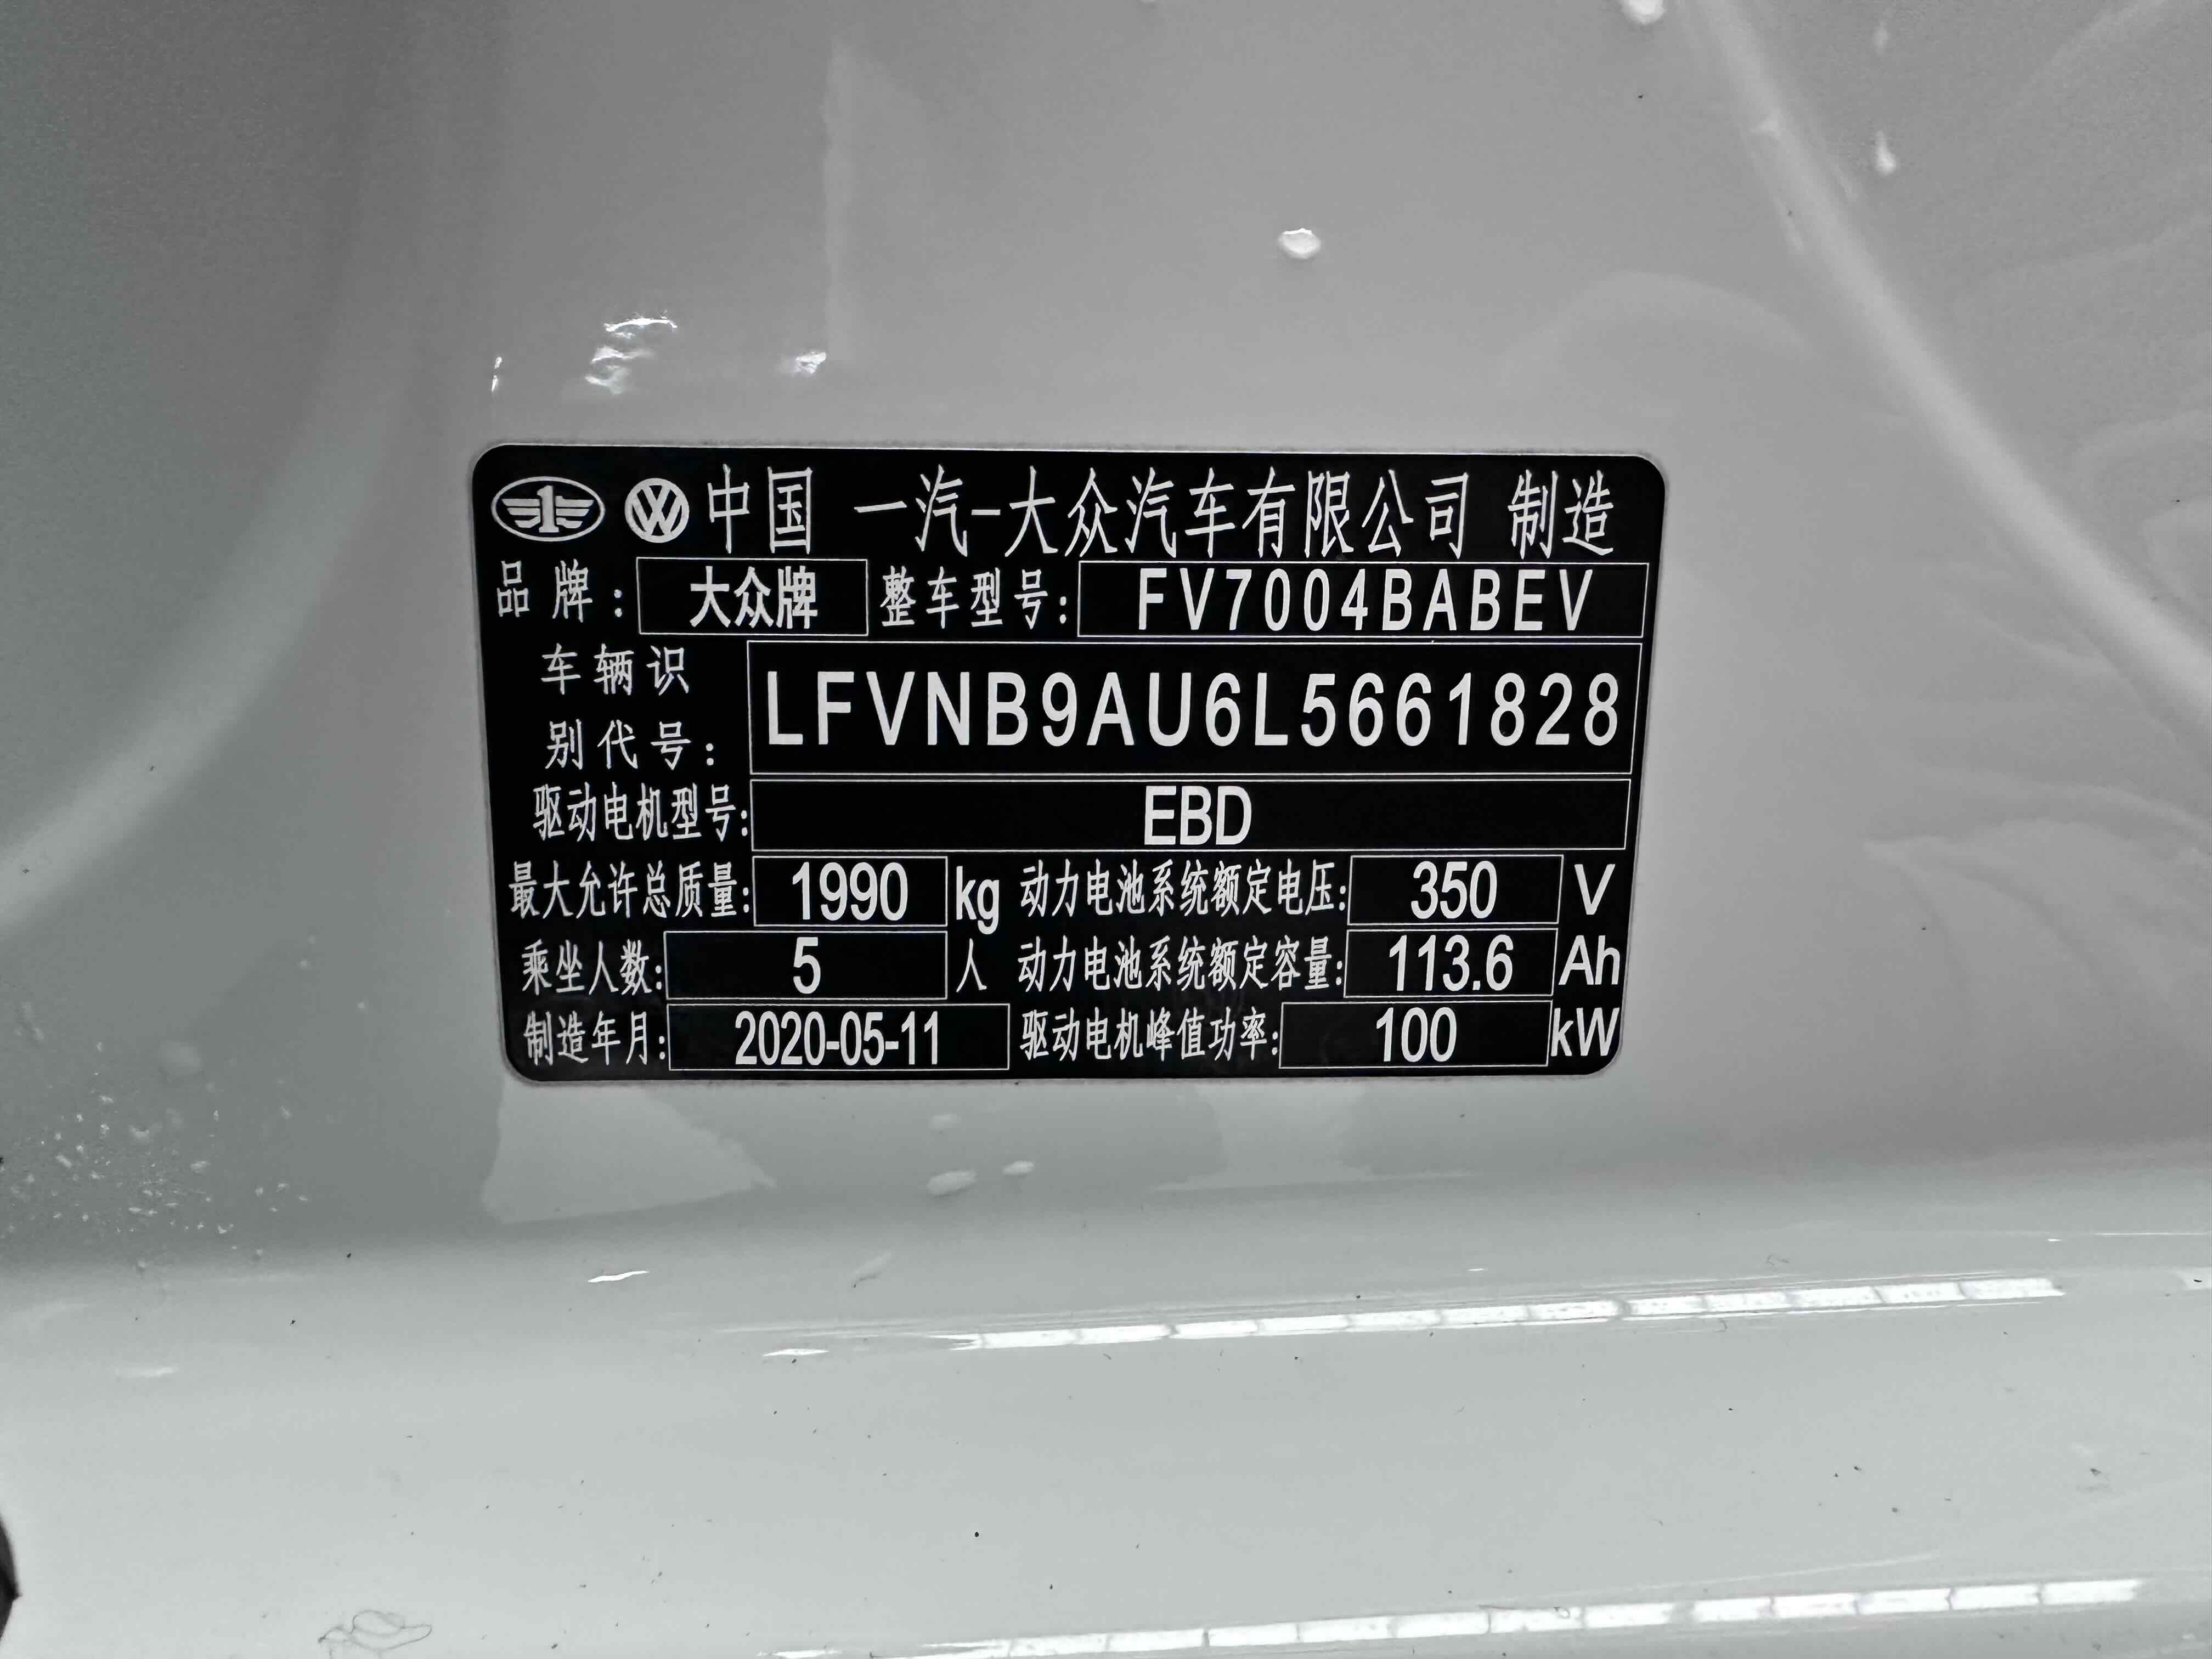 中国 一汽-大众汽车有限公司 制造
品牌: 大众牌 整车型号: FV7004BABEV
车辆识
别代号: LFVNB9AU6L5661828
驱动电机型号: EBD
最大允许总质量: 1990 kg 动力电池系统额定电压: 350 V
乘坐人数: 5 人 动力电池系统额定容量: 113.6 Ah
制造年月: 2020-05-11 驱动电机峰值功率: 100 kW